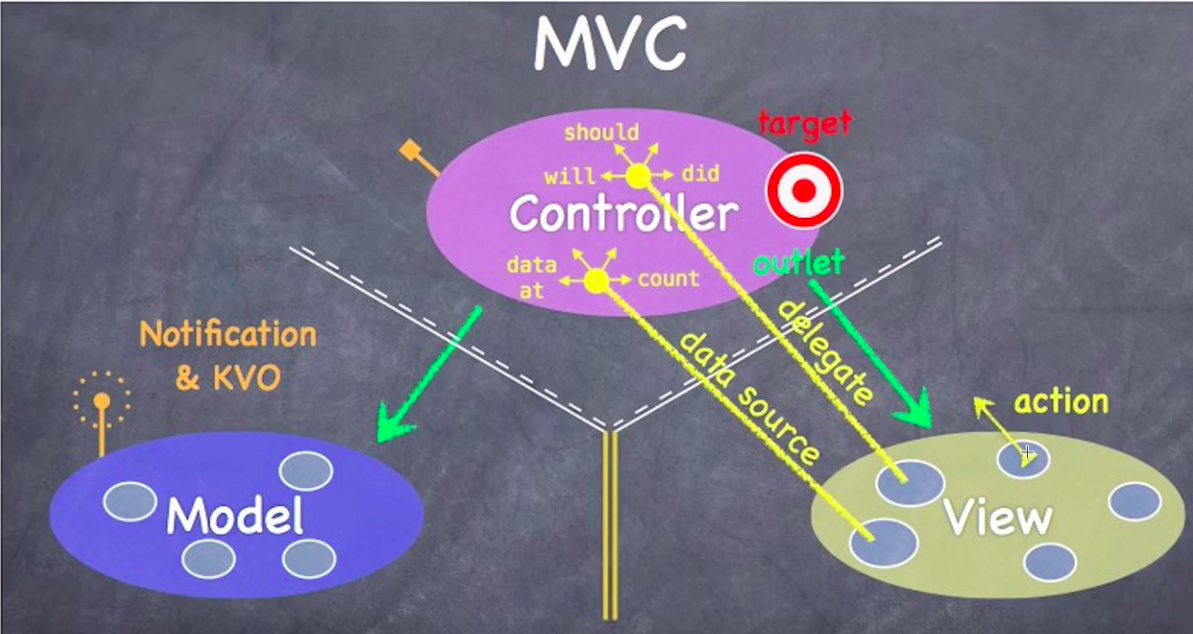 MVC
should
target
will
did
Controller
data
at
count
outlet
Notification
& KVO
delegate
data source
action
Model
View